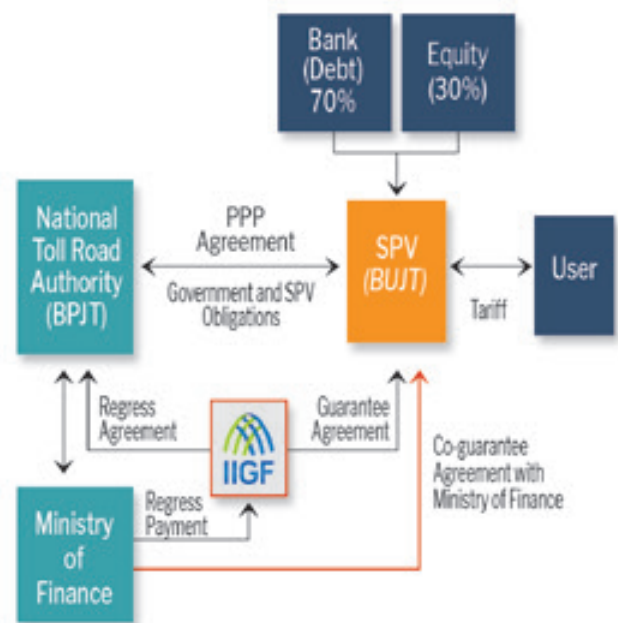 Bank
(Debt)
70%
Equity
(30%)
National
Toll Road
Authority
(BPJT)
PPP
Agreement
Government and SPV
Obligations
SPV
(BUJT)
Tariff
User
Regress
Agreement
IIGF
Guarantee
Agreement
Co-guarantee
Agreement with
Ministry of Finance
Regress
Payment
Ministry
of
Finance